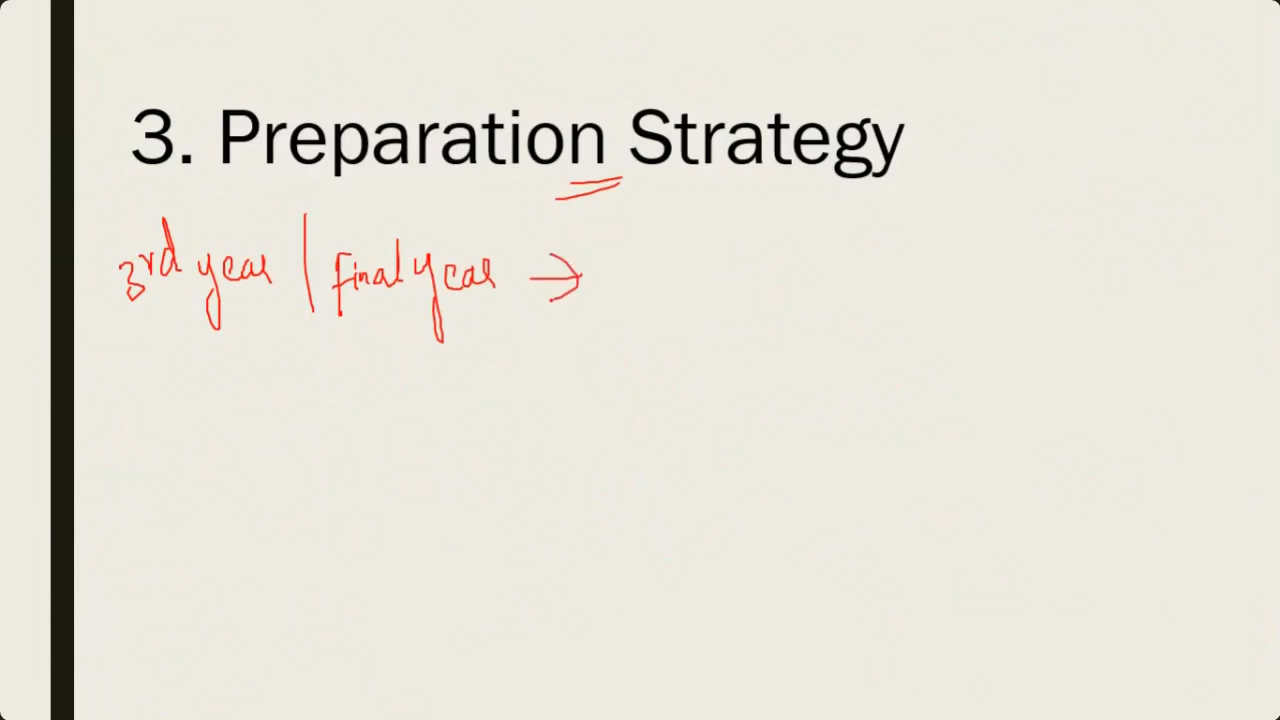 3. Preparation Strategy
3rd year | Final year →